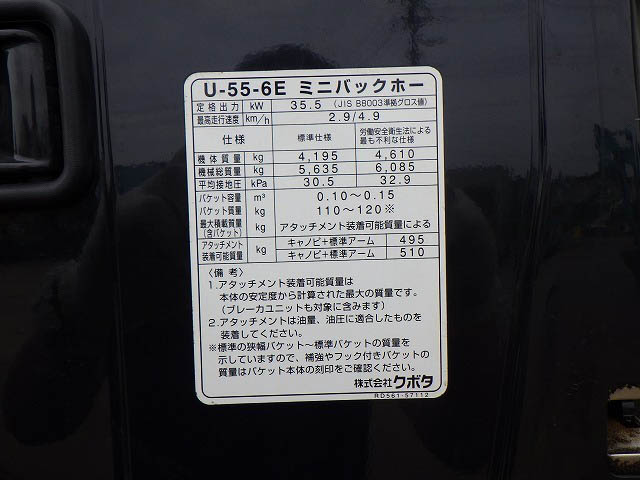 U-55-6E ミニバックホー
定格出力 kW 35.5 (JIS B8003準拠グロス値)
最高走行速度 km/h 2.9/4.9
仕様 標準仕様 労働安全衛生法による最も不利な仕様
機体質量 kg 4,195 4,610
機械総質量 kg 5,635 6,085
平均接地圧 kPa 30.5 32.9
バケット容量 m³ 0.10～0.15
バケット質量 kg 110～120※
最大積載質量(含バケット) kg アタッチメント装着可能質量による
アタッチメント装着可能質量 kg キャノピ+標準アーム 495
キャノピ+標準アーム 510
〈備考〉
1.アタッチメント装着可能質量は
本体の安定度から計算された最大の質量です。
(ブレーカユニットも対象に含みます)
2.アタッチメントは油量、油圧に適合したものを
装着してください。
※標準の狭幅バケット～標準バケットの質量を
示していますので、補強やフック付きバケットの
質量はバケット本体の刻印をご確認ください。
株式会社クボタ
RD561-57112